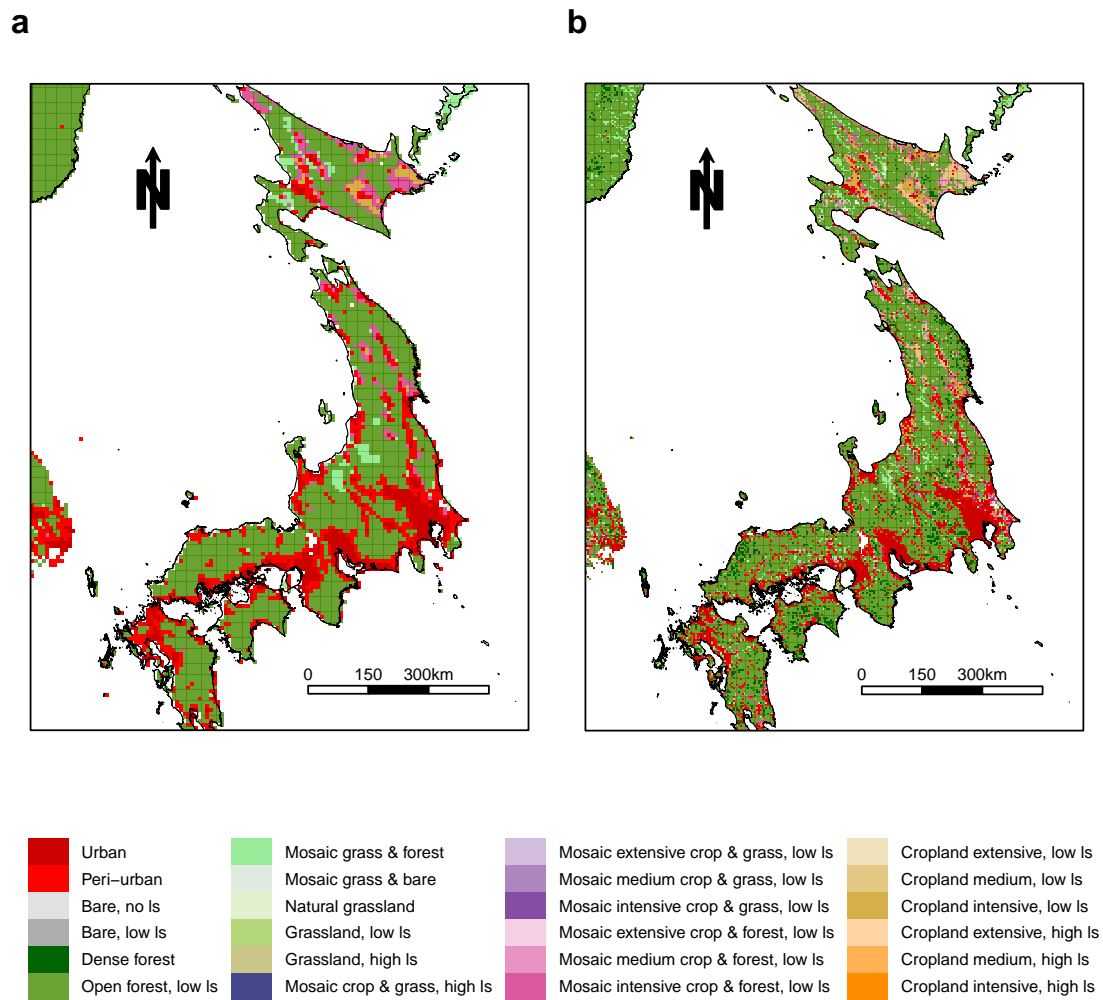 a b
N N
0 150 300km
0 150 300km
Urban
Peri−urban
Bare, no ls
Bare, low ls
Dense forest
Open forest, low ls
Mosaic grass & forest
Mosaic grass & bare
Natural grassland
Grassland, low ls
Grassland, high ls
Mosaic crop & grass, high ls
Mosaic extensive crop & grass, low ls
Mosaic medium crop & grass, low ls
Mosaic intensive crop & grass, low ls
Mosaic extensive crop & forest, low ls
Mosaic medium crop & forest, low ls
Mosaic intensive crop & forest, low ls
Cropland extensive, low ls
Cropland medium, low ls
Cropland intensive, low ls
Cropland extensive, high ls
Cropland medium, high ls
Cropland intensive, high ls